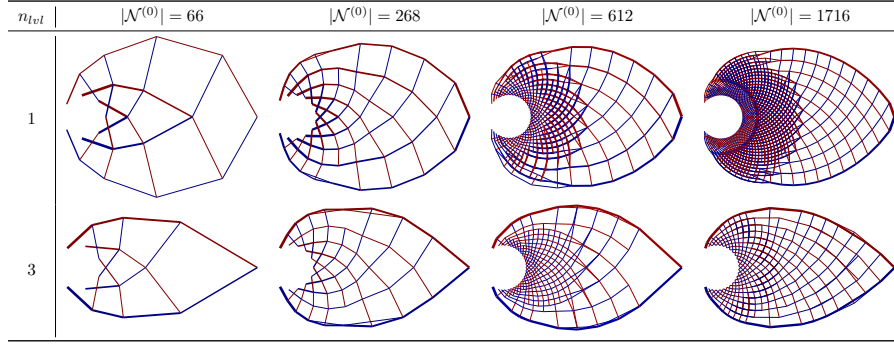 n_{lvl} |𝒩^{(0)}| = 66 |𝒩^{(0)}| = 268 |𝒩^{(0)}| = 612 |𝒩^{(0)}| = 1716
1
3